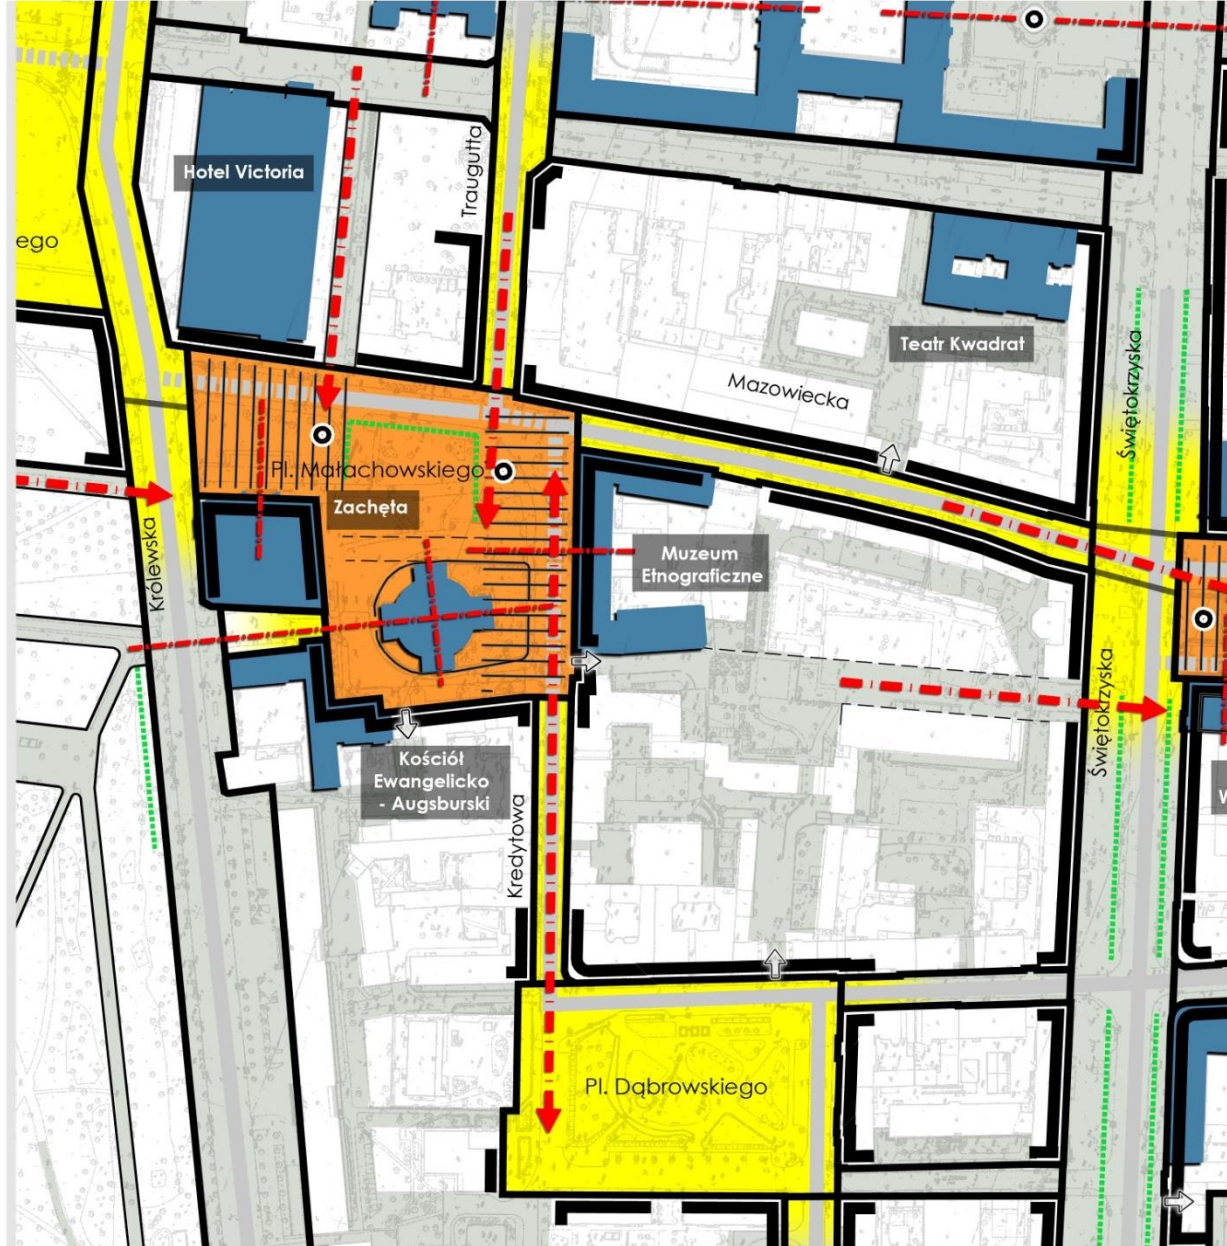 Traugutta
Hotel Victoria
ego
Teatr Kwadrat
Świętokrzyska
Mazowiecka
Pl. Małachowskiego
Zachęta
Królewska
Muzeum
Etnograficzne
Świętokrzyska
Kościół
Ewangelicko
- Augsburski
W
Kredytowa
Pl. Dąbrowskiego